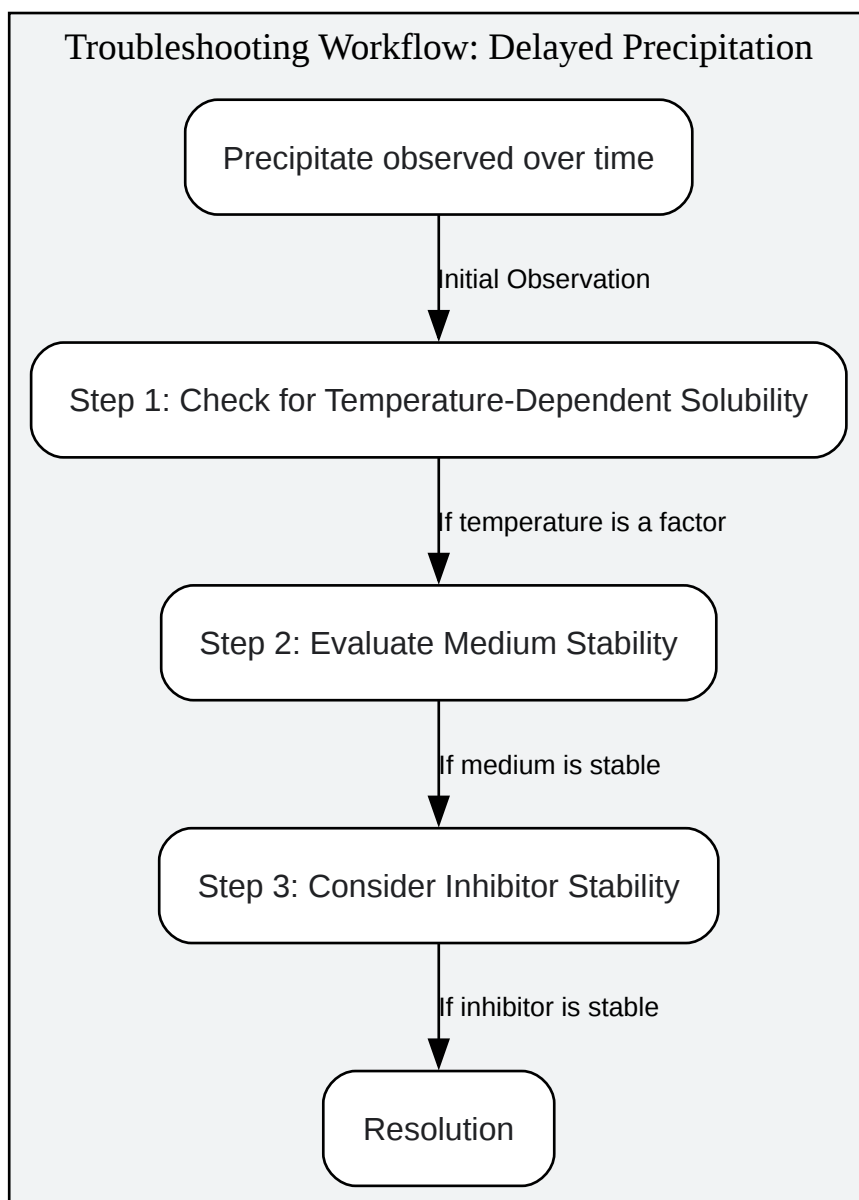 Troubleshooting Workflow: Delayed Precipitation
Precipitate observed over time
Initial Observation
Step 1: Check for Temperature-Dependent Solubility
If temperature is a factor
Step 2: Evaluate Medium Stability
If medium is stable
Step 3: Consider Inhibitor Stability
If inhibitor is stable
Resolution